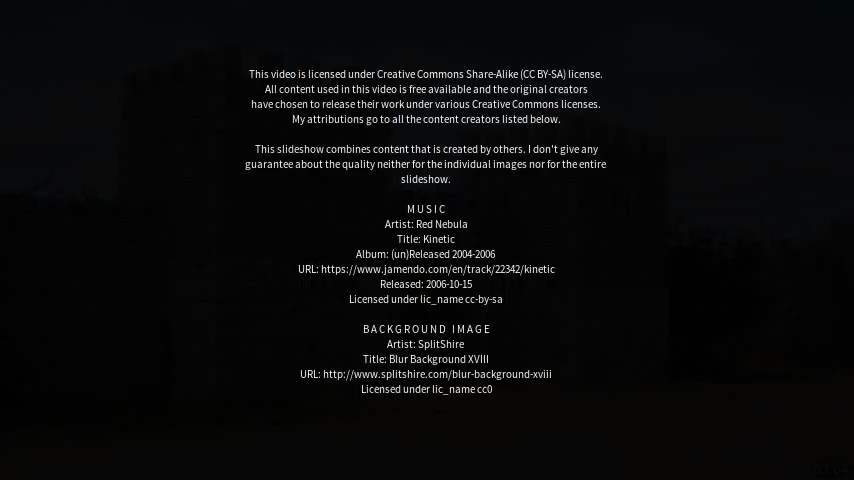 This video is licensed under Creative Commons Share-Alike (CC BY-SA) license.
All content used in this video is free available and the original creators
have chosen to release their work under various Creative Commons licenses.
My attributions go to all the content creators listed below.
This slideshow combines content that is created by others. I don't give any
guarantee about the quality neither for the individual images nor for the entire
slideshow.
MUSIC
Artist: Red Nebula
Title: Kinetic
Album: (un)Released 2004-2006
URL: https://www.jamendo.com/en/track/22342/kinetic
Released: 2006-10-15
Licensed under lic_name cc-by-sa
BACKGROUND IMAGE
Artist: SplitShire
Title: Blur Background XVIII
URL: http://www.splitshire.com/blur-background-xviii
Licensed under lic_name cc0